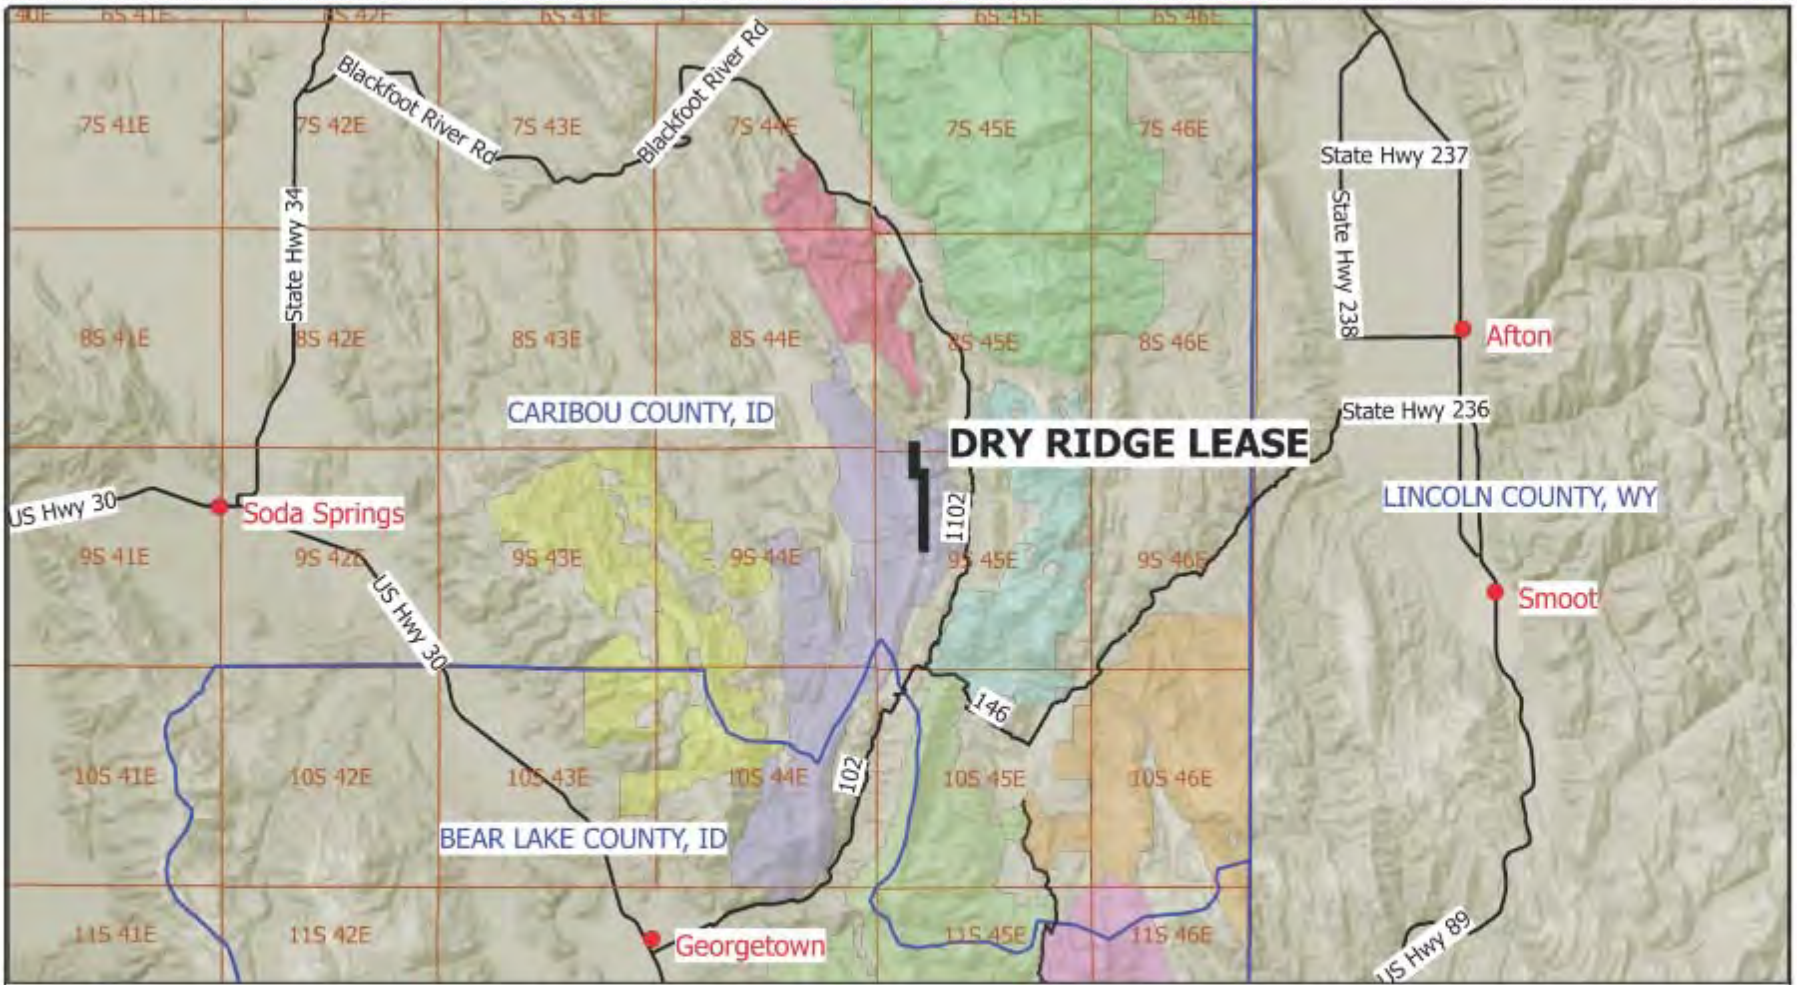 40E
6S 41E
6S 42E
6S 43E
6S 45E
6S 46E
Blackfoot River Rd
Blackfoot River Rd
7S 41E
7S 42E
7S 43E
7S 44E
7S 45E
7S 46E
State Hwy 237
State Hwy 34
State Hwy 238
8S 41E
8S 42E
8S 43E
8S 44E
8S 45E
8S 46E
Afton
CARIBOU COUNTY, ID
State Hwy 236
DRY RIDGE LEASE
US Hwy 30
Soda Springs
1102
LINCOLN COUNTY, WY
9S 41E
9S 42E
9S 43E
9S 44E
9S 45E
9S 46E
US Hwy 30
Smoot
146
10S 41E
10S 42E
10S 43E
10S 44E
102
10S 45E
10S 46E
BEAR LAKE COUNTY, ID
11S 41E
11S 42E
Georgetown
11S 45E
11S 46E
US Hwy 89